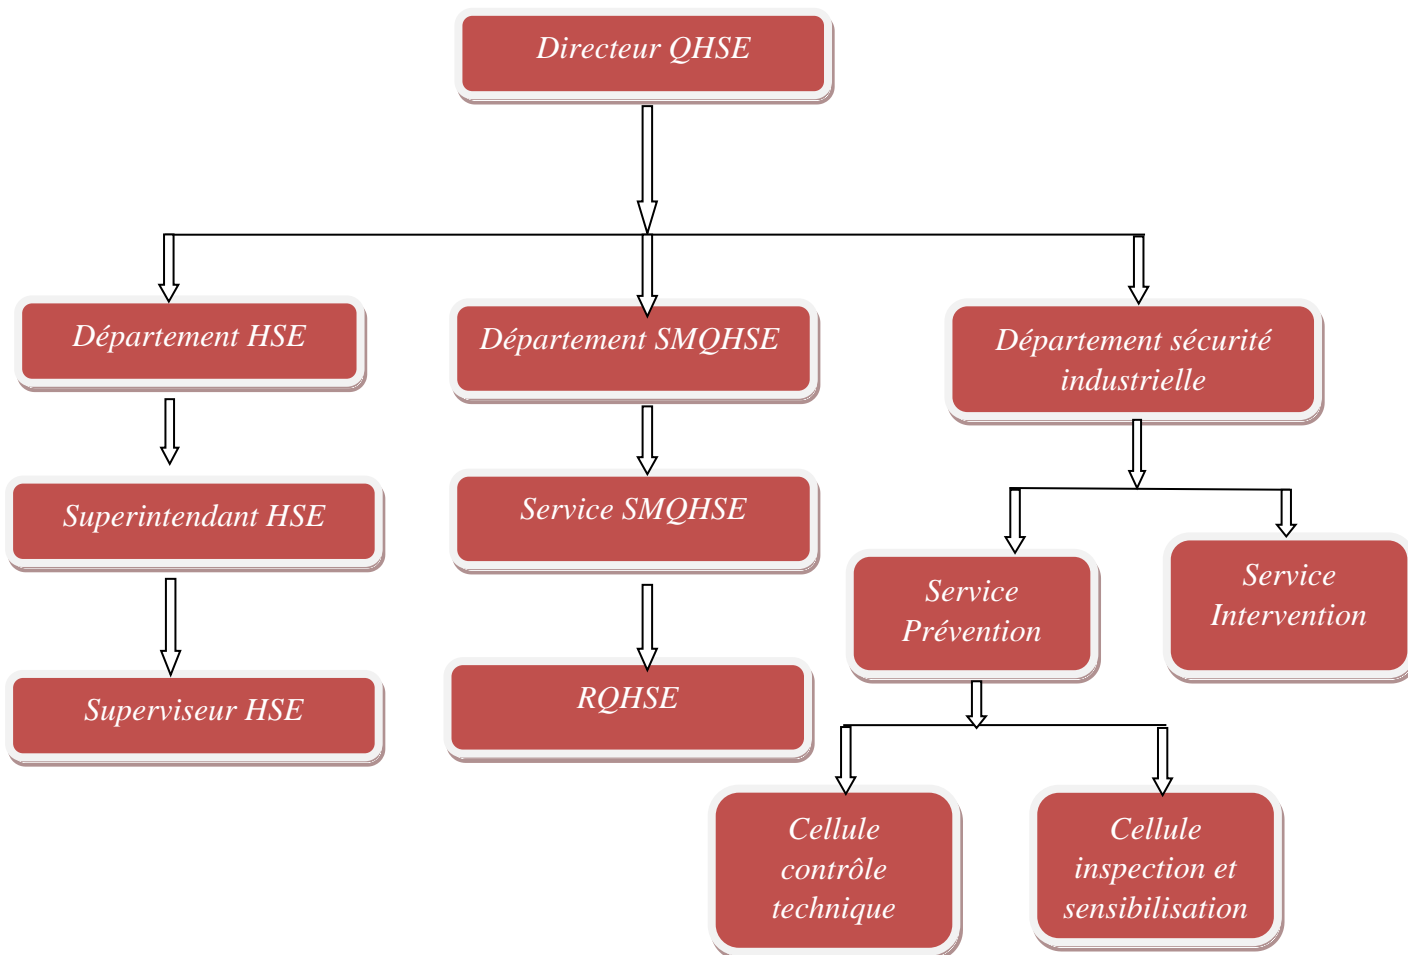 Directeur QHSE
Département HSE
Département SMQHSE
Département sécurité
industrielle
Superintendant HSE
Service SMQHSE
Service
Prévention
Service
Intervention
Superviseur HSE
RQHSE
Cellule
contrôle
technique
Cellule
inspection et
sensibilisation